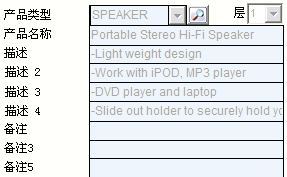 产品类型 SPEAKER 层 1
产品名称 Portable Stereo Hi-Fi Speaker
描述 -Light weight design
描述 2 -Work with iPOD, MP3 player
描述 3 -DVD player and laptop
描述 4 -Slide out holder to securely hold yo
备注
备注3
备注5